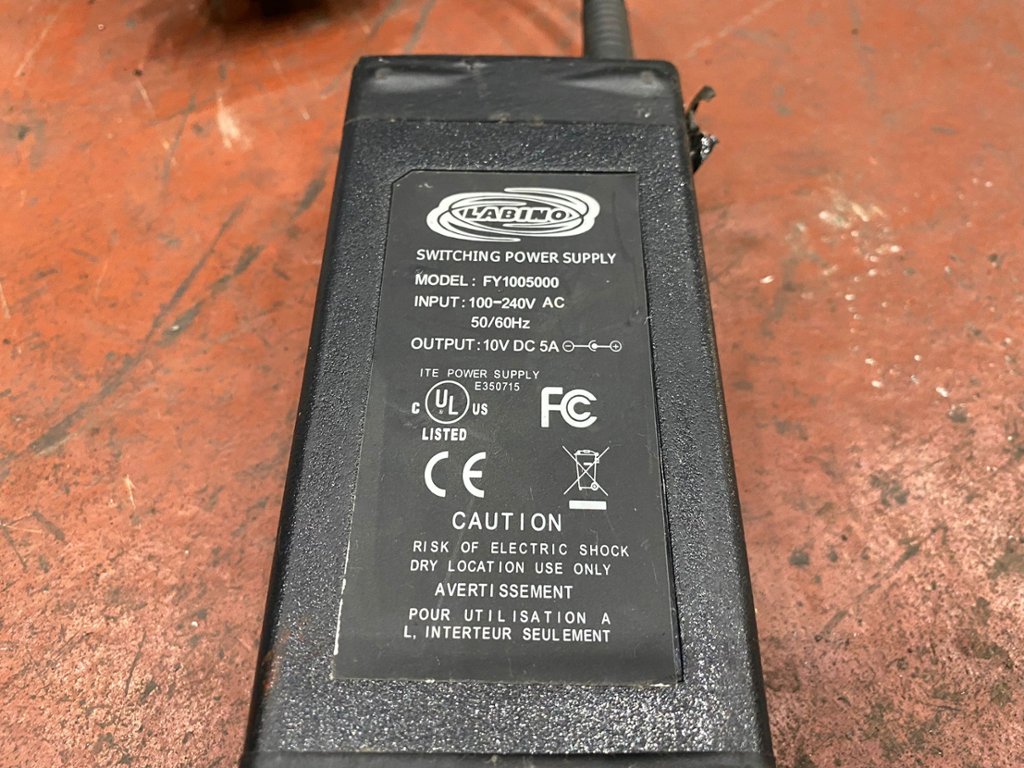 LABINO
SWITCHING POWER SUPPLY
MODEL: FY1005000
INPUT: 100-240V AC
50/60Hz
OUTPUT: 10V DC 5A
ITE POWER SUPPLY
E350715
C UL US
LISTED
FC
CE
CAUTION
RISK OF ELECTRIC SHOCK
DRY LOCATION USE ONLY
AVERTISSEMENT
POUR UTILISATION A
L, INTERTEUR SEULEMENT